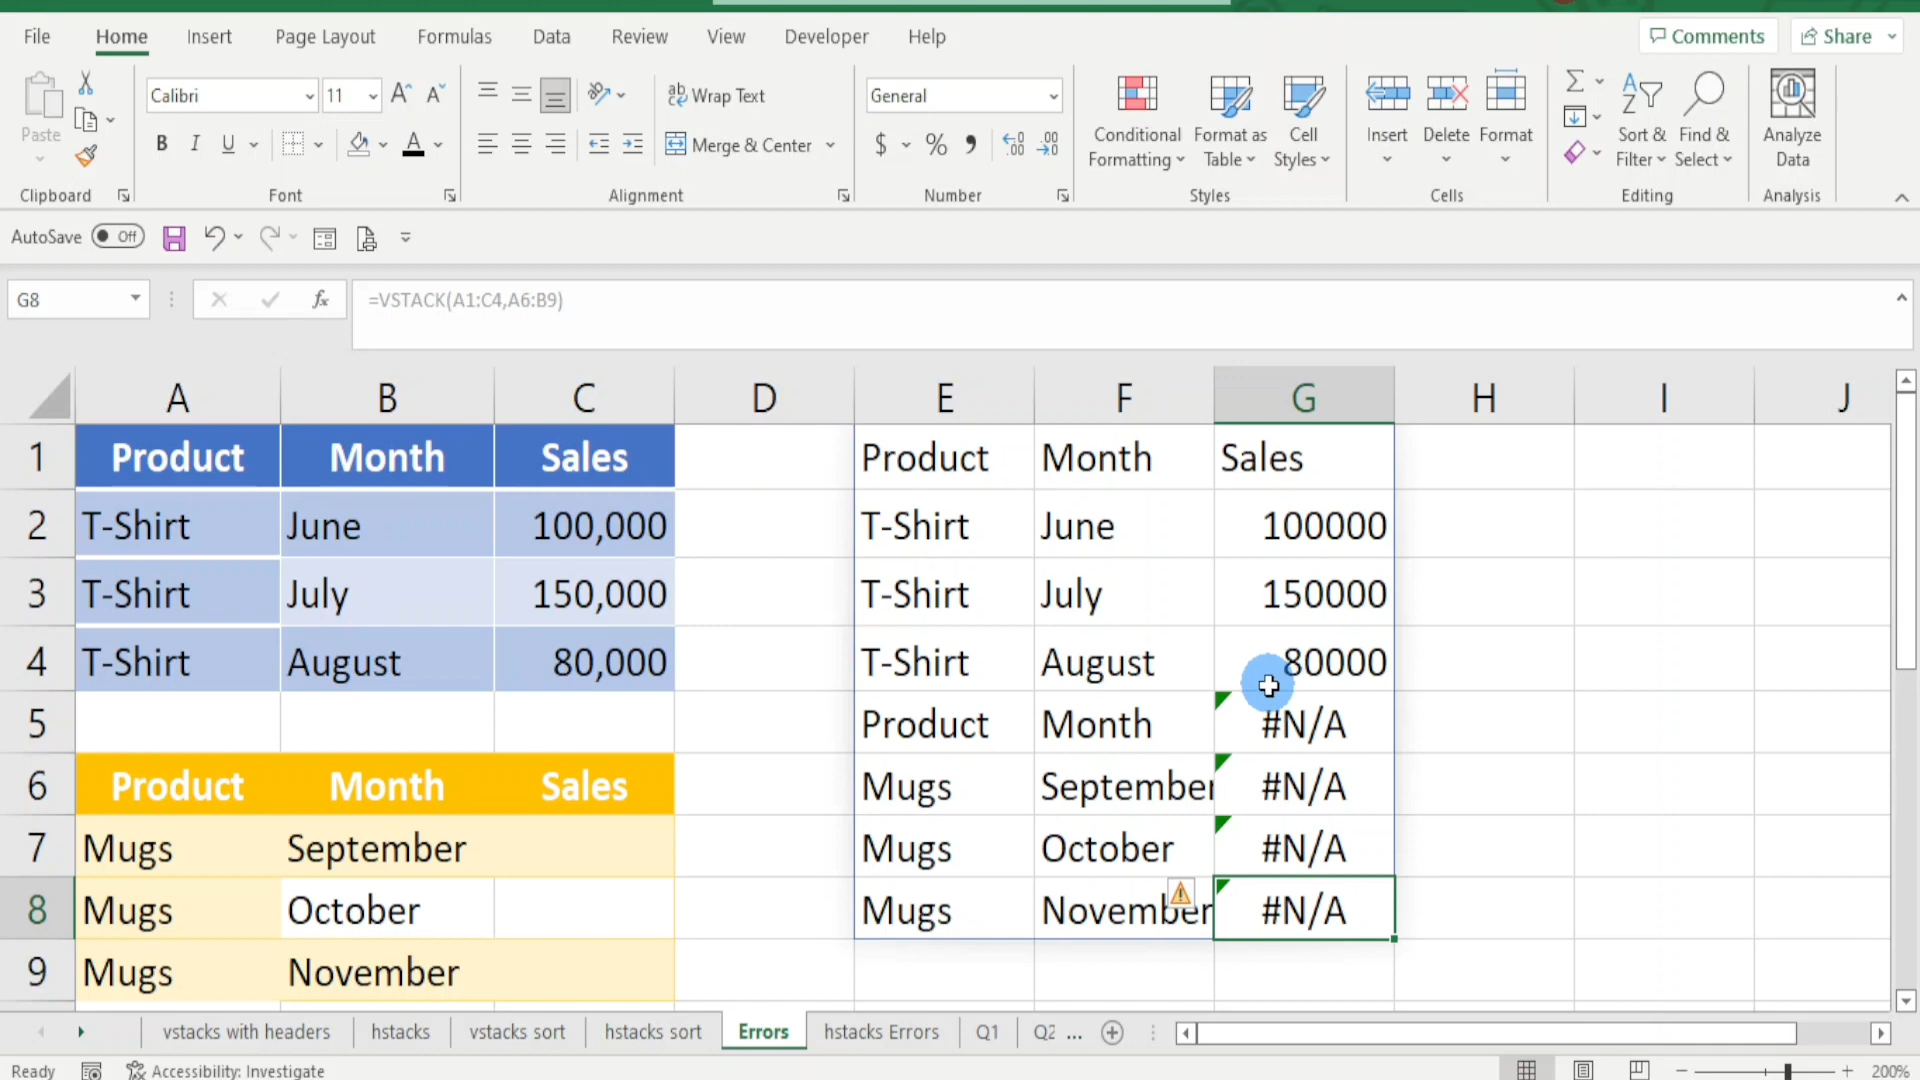 File Home Insert Page Layout Formulas Data Review View Developer Help Comments Share
Calibri 11 Wrap Text General
Paste B I U Merge & Center $ % Conditional Formatting Format as Table Cell Styles Insert Delete Format Sort & Filter Find & Select Analyze Data
Clipboard Font Alignment Number Styles Cells Editing Analysis
AutoSave Off
G8 fx =VSTACK(A1:C4,A6:B9)
A B C D E F G H I J
1 Product Month Sales Product Month Sales
2 T-Shirt June 100,000 T-Shirt June 100000
3 T-Shirt July 150,000 T-Shirt July 150000
4 T-Shirt August 80,000 T-Shirt August 80000
5 Product Month #N/A
6 Product Month Sales Mugs September #N/A
7 Mugs September Mugs October #N/A
8 Mugs October Mugs November #N/A
9 Mugs November
vstacks with headers hstacks vstacks sort hstacks sort Errors hstacks Errors Q1 Q2 ...
Ready Accessibility: Investigate 200%